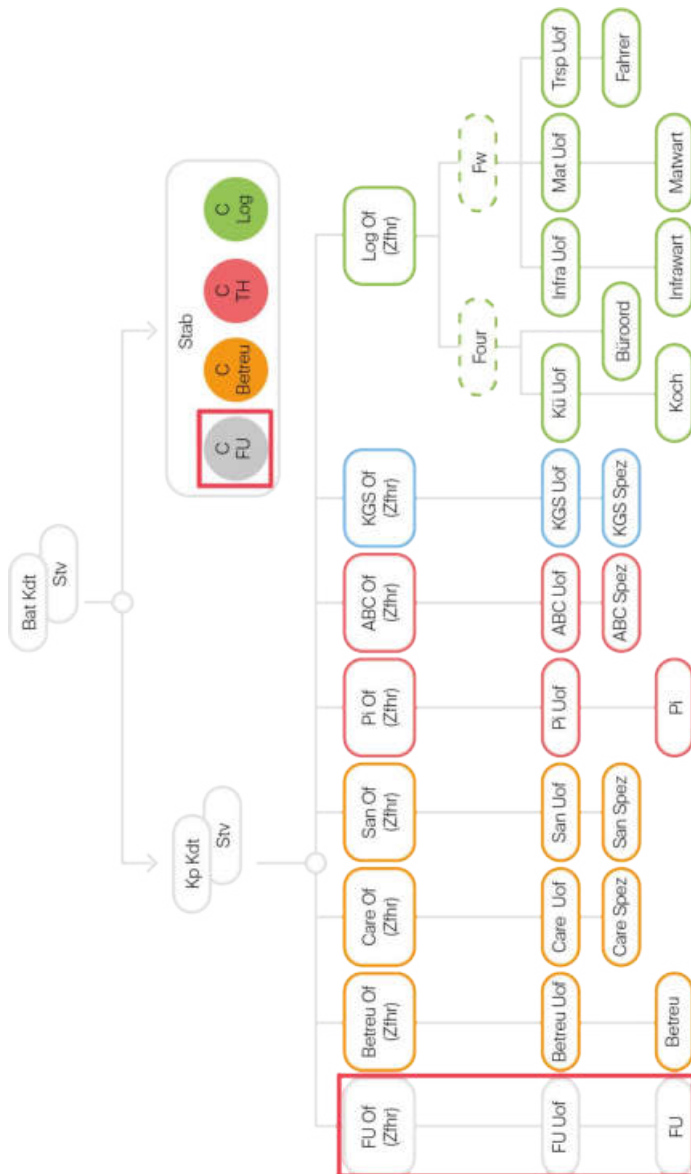 Bat Kdt
Stv
Stab
C
FU
C
Betreu
C
TH
C
Log
Kp Kdt
Stv
FU Of
(Zfhr)
Betreu Of
(Zfhr)
Care Of
(Zfhr)
San Of
(Zfhr)
Pi Of
(Zfhr)
ABC Of
(Zfhr)
KGS Of
(Zfhr)
Log Of
(Zfhr)
Four
Fw
FU Uof
Betreu Uof
Care Uof
San Uof
Pi Uof
ABC Uof
KGS Uof
Kü Uof
Infra Uof
Mat Uof
Trsp Uof
Care Spez
San Spez
ABC Spez
KGS Spez
Büroord
Fahrer
FU
Betreu
Pi
Koch
Infrawart
Matwart